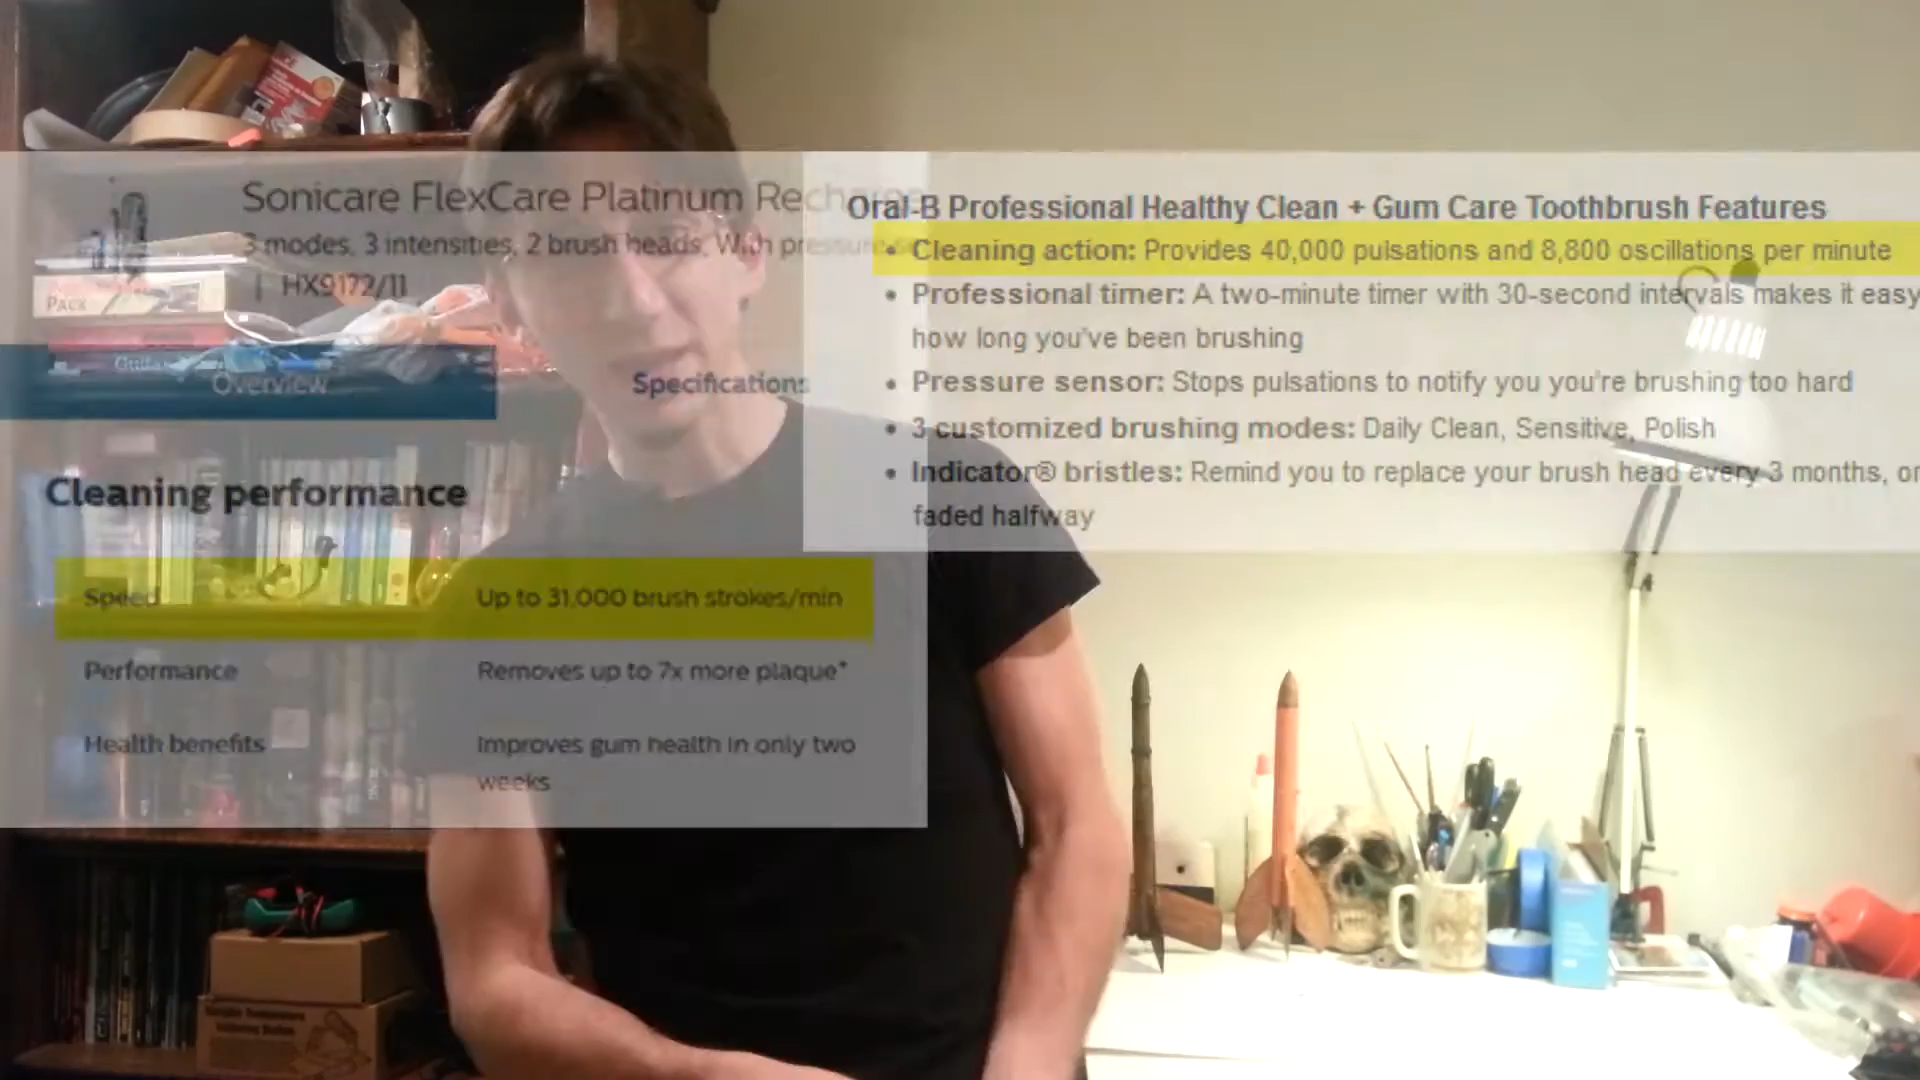 Sonicare FlexCare Platinum Recharge
3 modes, 3 intensities, 2 brush heads, With pressure
| HX9172/11
PACK
Guitar
Overview
Specifications
Cleaning performance
Speed Up to 31,000 brush strokes/min
Performance Removes up to 7x more plaque*
Health benefits Improves gum health in only two
weeks
Oral-B Professional Healthy Clean + Gum Care Toothbrush Features
• Cleaning action: Provides 40,000 pulsations and 8,800 oscillations per minute
• Professional timer: A two-minute timer with 30-second intervals makes it easy
how long you've been brushing
• Pressure sensor: Stops pulsations to notify you you're brushing too hard
• 3 customized brushing modes: Daily Clean, Sensitive, Polish
• Indicator® bristles: Remind you to replace your brush head every 3 months, or
faded halfway